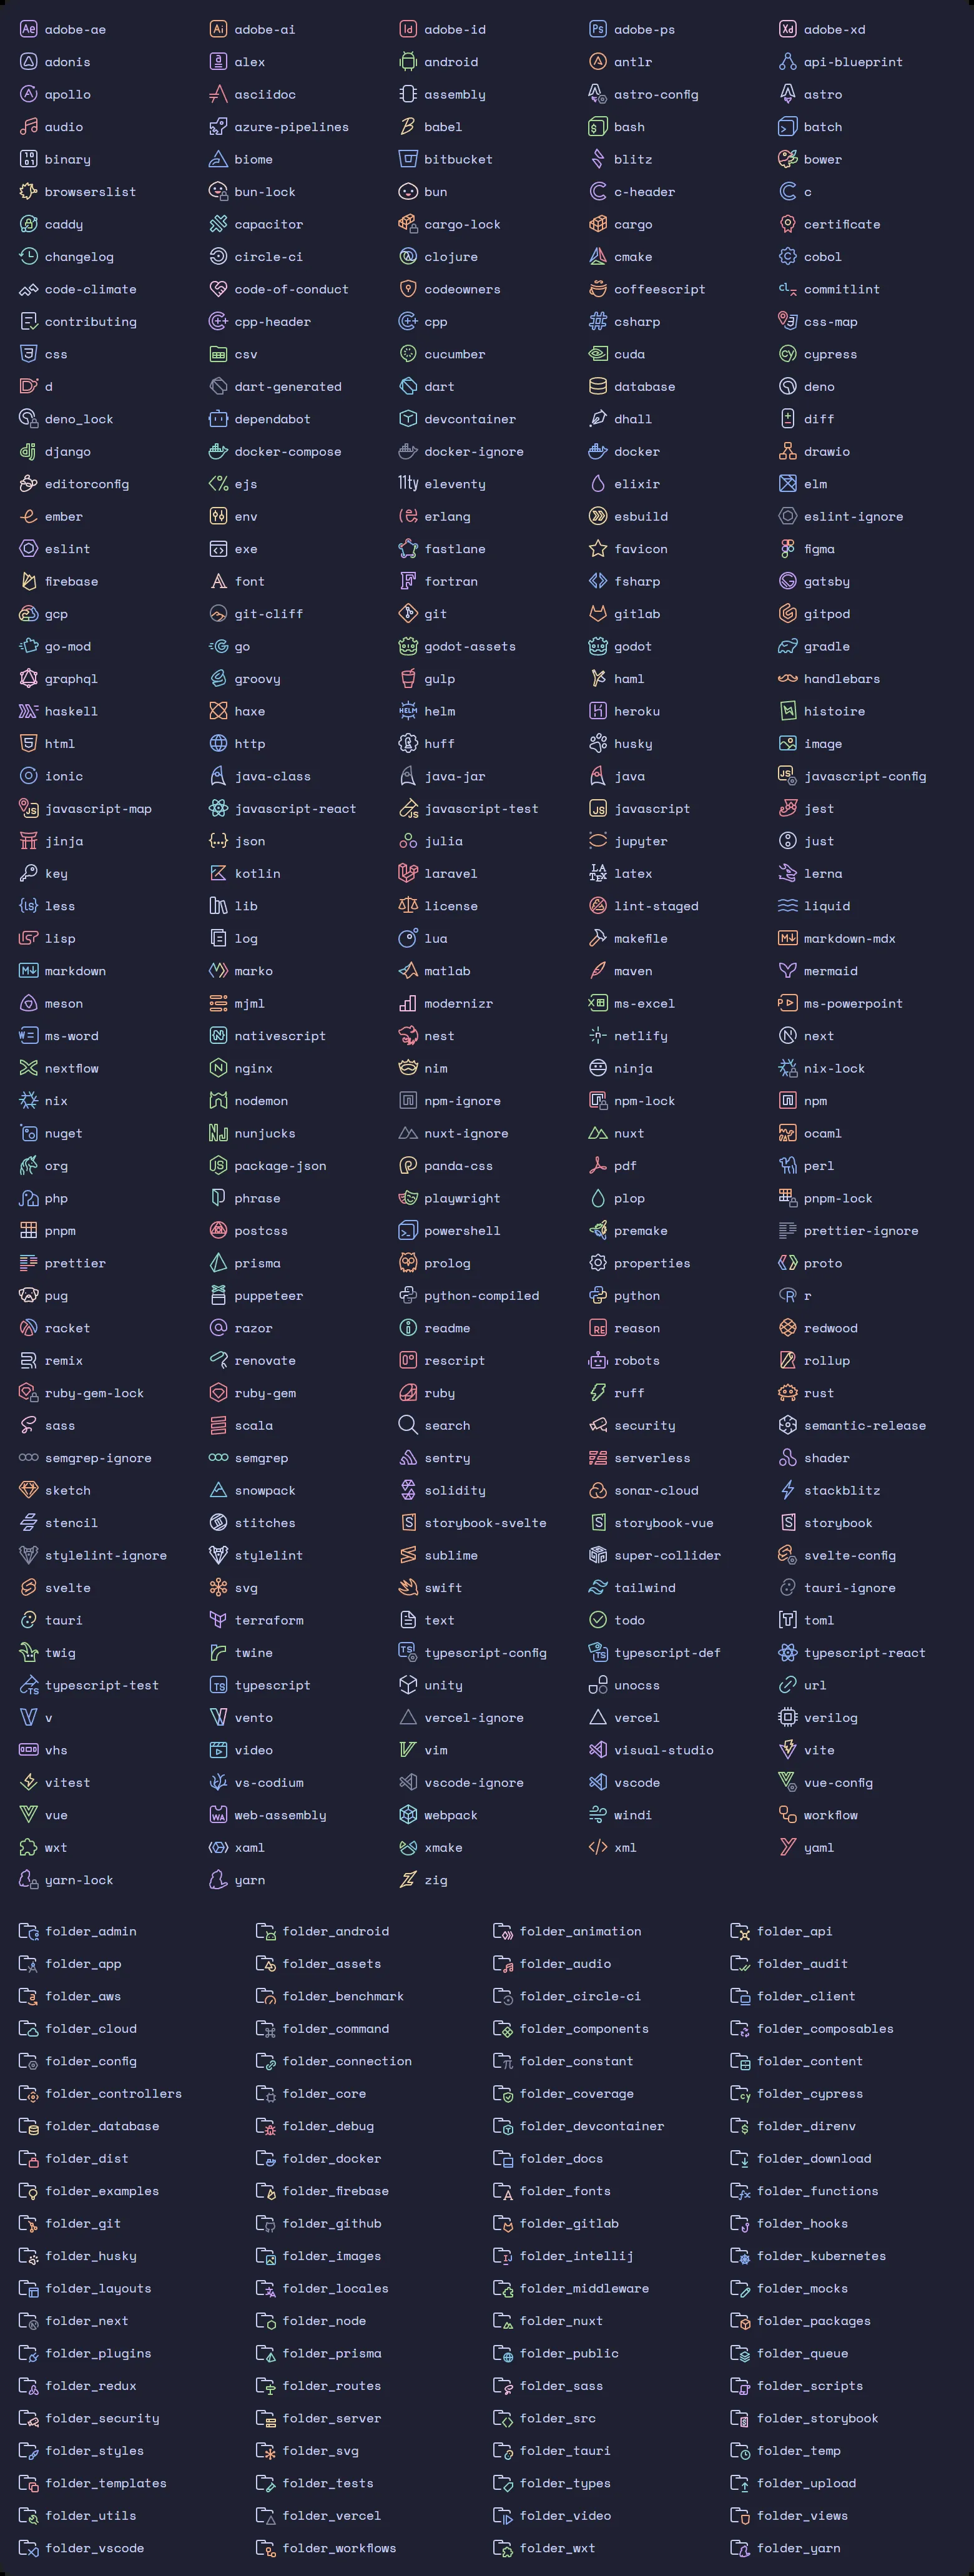 adobe-ae adobe-ai adobe-id adobe-ps adobe-xd
adonis alex android antlr api-blueprint
apollo asciidoc assembly astro-config astro
audio azure-pipelines babel bash batch
binary biome bitbucket blitz bower
browserslist bun-lock bun c-header c
caddy capacitor cargo-lock cargo certificate
changelog circle-ci clojure cmake cobol
code-climate code-of-conduct codeowners coffeescript commitlint
contributing cpp-header cpp csharp css-map
css csv cucumber cuda cypress
d dart-generated dart database deno
deno_lock dependabot devcontainer dhall diff
django docker-compose docker-ignore docker drawio
editorconfig ejs eleventy elixir elm
ember env erlang esbuild eslint-ignore
eslint exe fastlane favicon figma
firebase font fortran fsharp gatsby
gcp git-cliff git gitlab gitpod
go-mod go godot-assets godot gradle
graphql groovy gulp haml handlebars
haskell haxe helm heroku histoire
html http huff husky image
ionic java-class java-jar java javascript-config
javascript-map javascript-react javascript-test javascript jest
jinja json julia jupyter just
key kotlin laravel latex lerna
less lib license lint-staged liquid
lisp log lua makefile markdown-mdx
markdown marko matlab maven mermaid
meson mjml modernizr ms-excel ms-powerpoint
ms-word nativescript nest netlify next
nextflow nginx nim ninja nix-lock
nix nodemon npm-ignore npm-lock npm
nuget nunjucks nuxt-ignore nuxt ocaml
org package-json panda-css pdf perl
php phrase playwright plop pnpm-lock
pnpm postcss powershell premake prettier-ignore
prettier prisma prolog properties proto
pug puppeteer python-compiled python r
racket razor readme reason redwood
remix renovate rescript robots rollup
ruby-gem-lock ruby-gem ruby ruff rust
sass scala search security semantic-release
semgrep-ignore semgrep sentry serverless shader
sketch snowpack solidity sonar-cloud stackblitz
stencil stitches storybook-svelte storybook-vue storybook
stylelint-ignore stylelint sublime super-collider svelte-config
svelte svg swift tailwind tauri-ignore
tauri terraform text todo toml
twig twine typescript-config typescript-def typescript-react
typescript-test typescript unity unocss url
v vento vercel-ignore vercel verilog
vhs video vim visual-studio vite
vitest vs-codium vscode-ignore vscode vue-config
vue web-assembly webpack windi workflow
wxt xaml xmake xml yaml
yarn-lock yarn zig
folder_admin folder_android folder_animation folder_api
folder_app folder_assets folder_audio folder_audit
folder_aws folder_benchmark folder_circle-ci folder_client
folder_cloud folder_command folder_components folder_composables
folder_config folder_connection folder_constant folder_content
folder_controllers folder_core folder_coverage folder_cypress
folder_database folder_debug folder_devcontainer folder_direnv
folder_dist folder_docker folder_docs folder_download
folder_examples folder_firebase folder_fonts folder_functions
folder_git folder_github folder_gitlab folder_hooks
folder_husky folder_images folder_intellij folder_kubernetes
folder_layouts folder_locales folder_middleware folder_mocks
folder_next folder_node folder_nuxt folder_packages
folder_plugins folder_prisma folder_public folder_queue
folder_redux folder_routes folder_sass folder_scripts
folder_security folder_server folder_src folder_storybook
folder_styles folder_svg folder_tauri folder_temp
folder_templates folder_tests folder_types folder_upload
folder_utils folder_vercel folder_video folder_views
folder_vscode folder_workflows folder_wxt folder_yarn